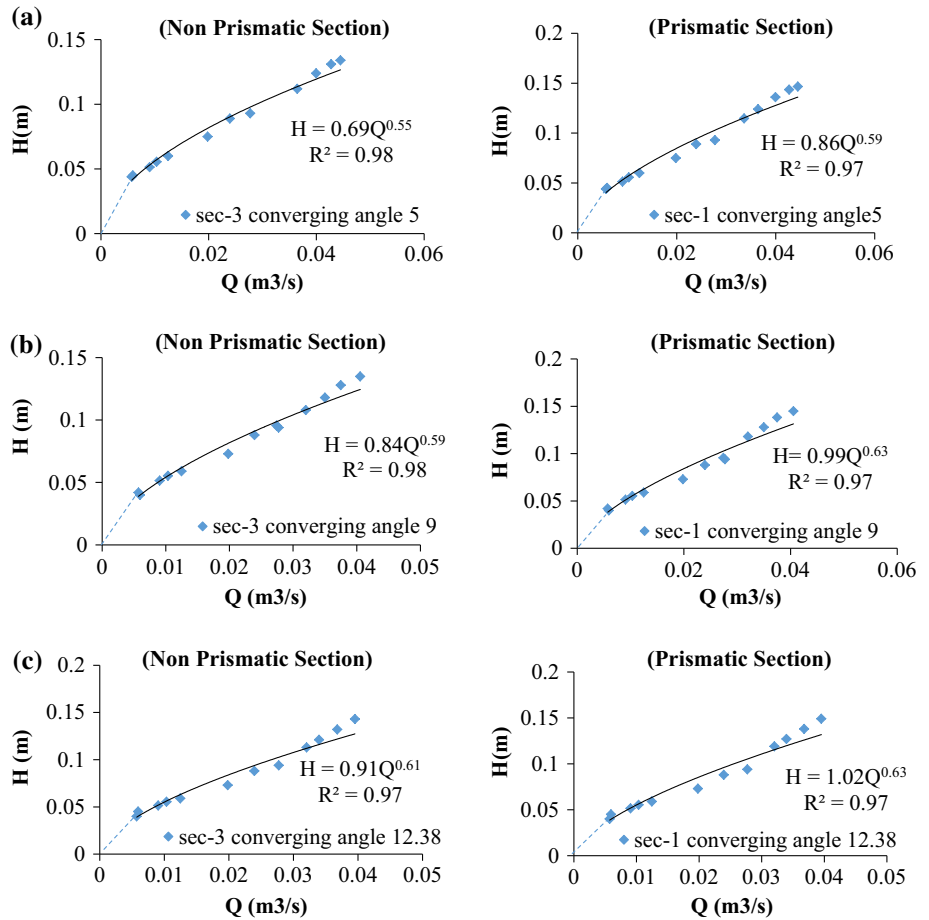 (a)
(Non Prismatic Section)
H(m)
0.15
0.1
0.05
0
H = 0.69Q^0.55
R² = 0.98
sec-3 converging angle 5
0
0.02
0.04
0.06
Q (m3/s)
(Prismatic Section)
H(m)
0.2
0.15
0.1
0.05
0
H = 0.86Q^0.59
R² = 0.97
sec-1 converging angle5
0
0.02
0.04
0.06
Q (m3/s)
(b)
(Non Prismatic Section)
H (m)
0.15
0.1
0.05
0
H = 0.84Q^0.59
R² = 0.98
sec-3 converging angle 9
0
0.01
0.02
0.03
0.04
0.05
Q (m3/s)
(Prismatic Section)
H (m)
0.2
0.15
0.1
0.05
0
H= 0.99Q^0.63
R² = 0.97
sec-1 converging angle 9
0
0.02
0.04
0.06
Q (m3/s)
(c)
(Non Prismatic Section)
H (m)
0.2
0.15
0.1
0.05
0
H = 0.91Q^0.61
R² = 0.97
sec-3 converging angle 12.38
0
0.01
0.02
0.03
0.04
0.05
Q (m3/s)
(Prismatic Section)
H(m)
0.2
0.15
0.1
0.05
0
H = 1.02Q^0.63
R² = 0.97
sec-1 converging angle 12.38
0
0.01
0.02
0.03
0.04
0.05
Q (m3/s)